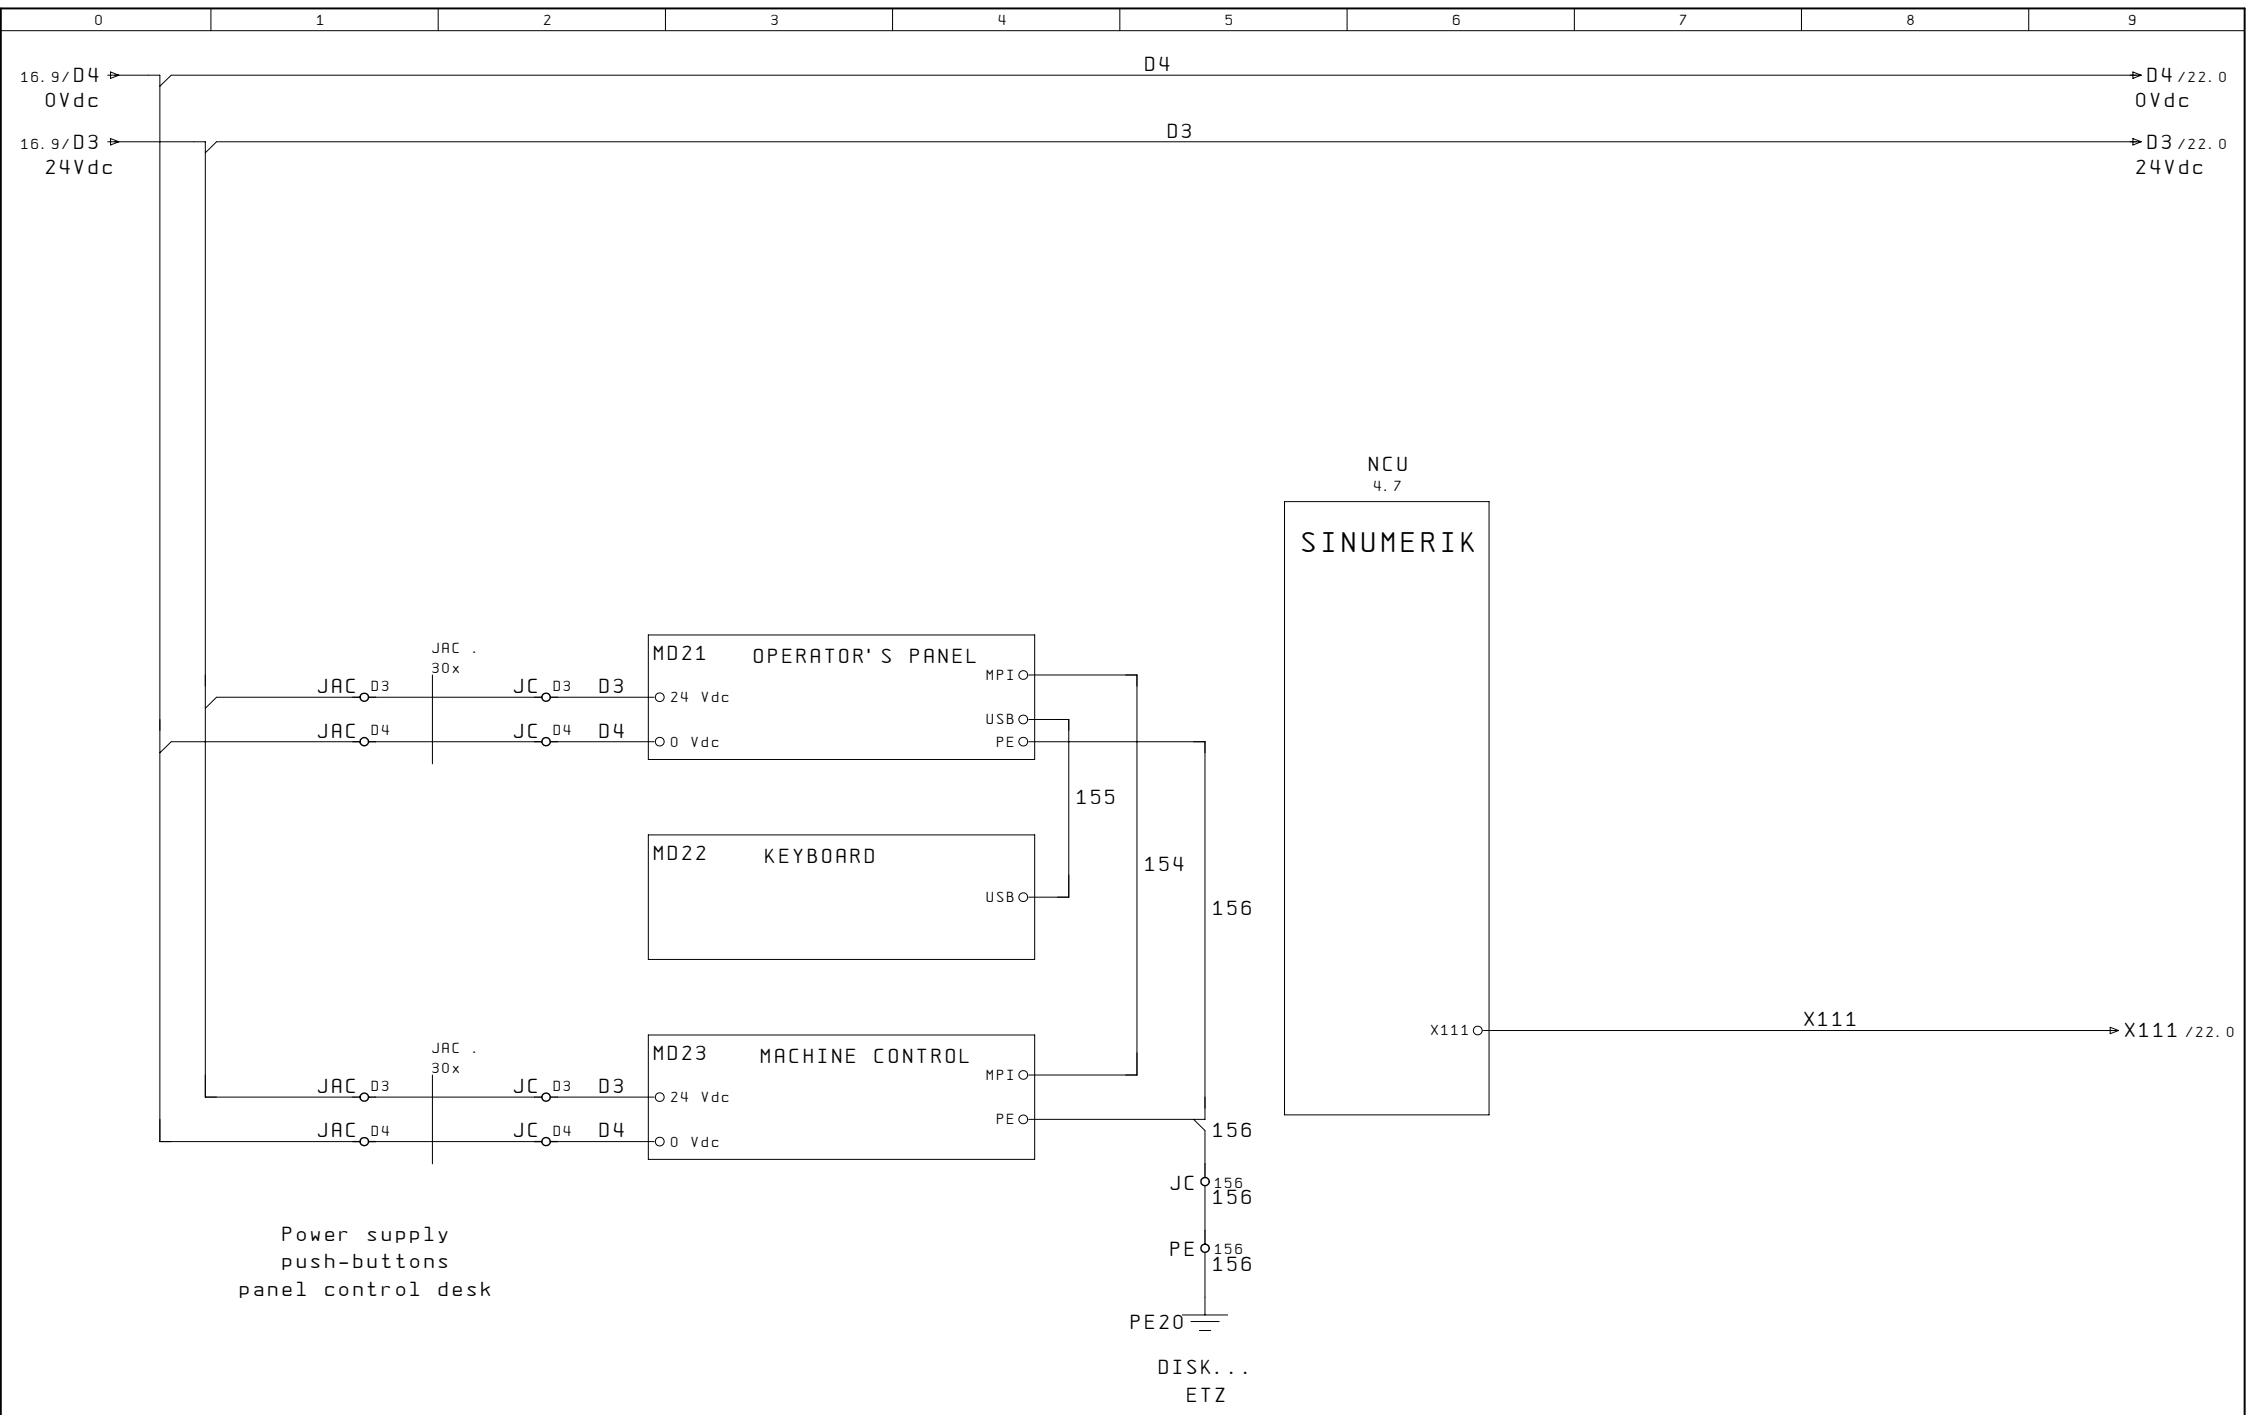 0 1 2 3 4 5 6 7 8 9
D4
16.9/D4
0Vdc
D4/22.0
0Vdc
D3
16.9/D3
24Vdc
D3/22.0
24Vdc
NCU
4.7
SINUMERIK
JAC .
30x
MD21 OPERATOR'S PANEL
MPI
JAC D3 JC D3 D3 24 Vdc
USB
JAC D4 JC D4 D4 0 Vdc PE
155
MD22 KEYBOARD
154
USB
156
X111 X111 X111/22.0
JAC .
30x
MD23 MACHINE CONTROL
MPI
JAC D3 JC D3 D3 24 Vdc
PE
JAC D4 JC D4 D4 0 Vdc
156
JC 156
156
Power supply
push-buttons
panel control desk
PE 156
156
PE20
DISK...
ETZ